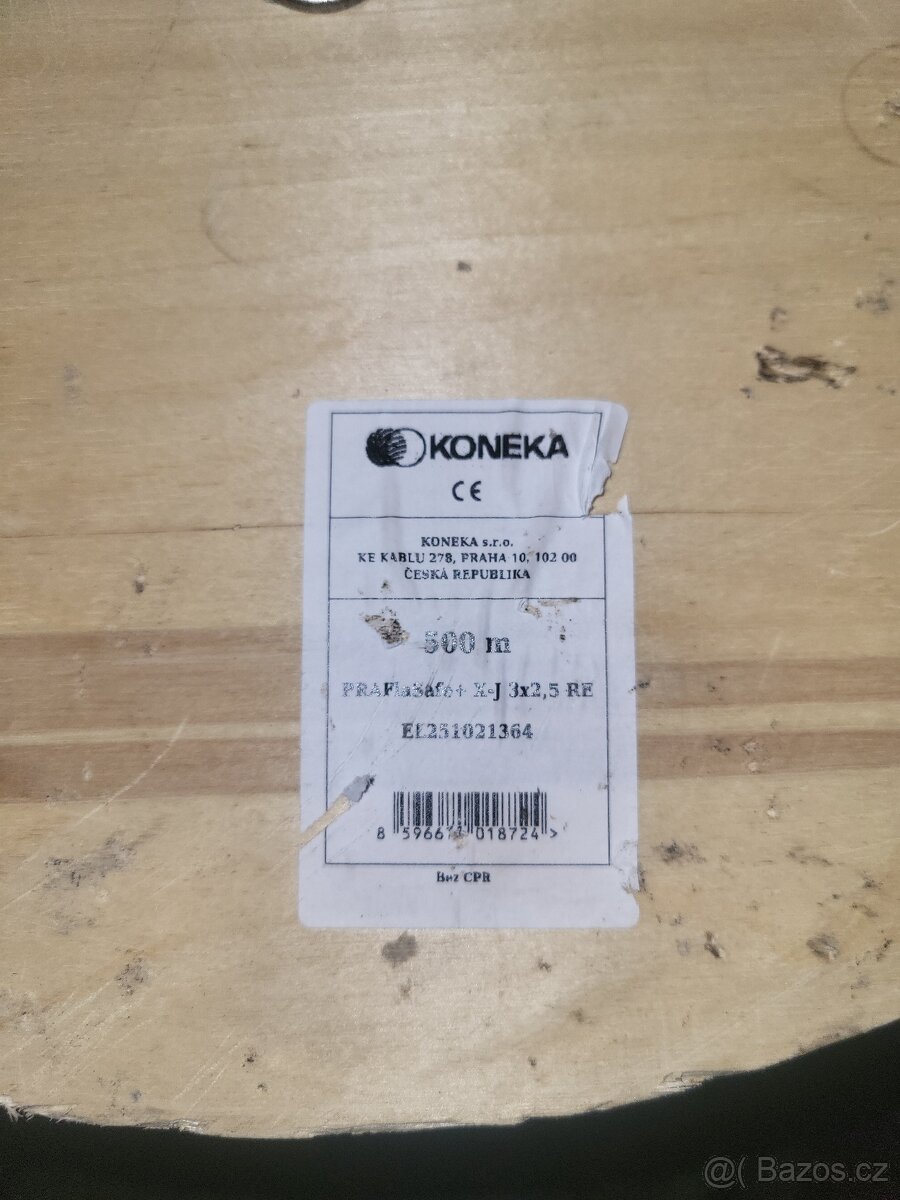 KONEKA
CE
KONEKA s.r.o.
KE KABLU 278, PRAHA 10, 102 00
ČESKÁ REPUBLIKA
500 m
PRAFlaSafe+ X-J 3x2,5 RE
EL251021364
8 59667 018724 >
Bez CPR
@( Bazos.cz